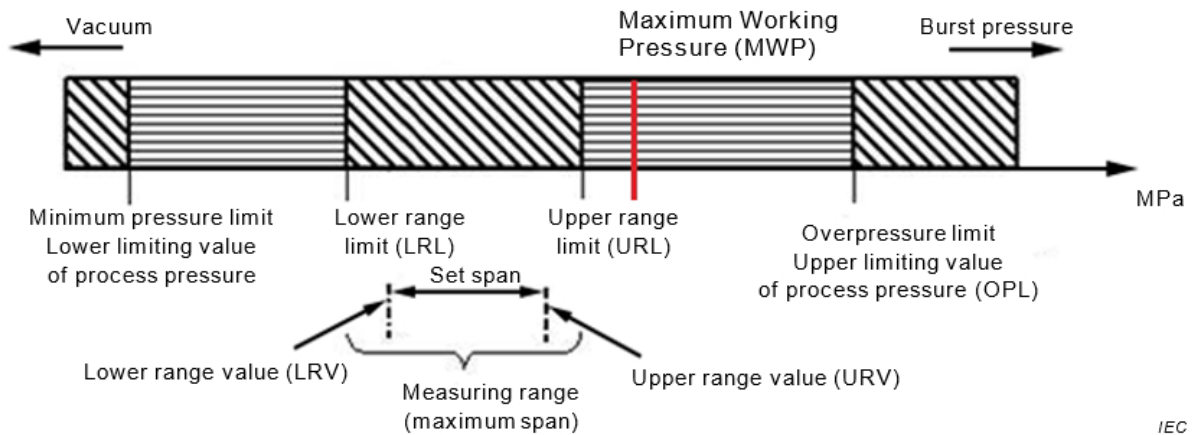 Vacuum
Maximum Working
Pressure (MWP)
Burst pressure
MPa
Minimum pressure limit
Lower limiting value
of process pressure
Lower range
limit (LRL)
Upper range
limit (URL)
Overpressure limit
Upper limiting value
of process pressure (OPL)
Set span
Lower range value (LRV)
Measuring range
(maximum span)
Upper range value (URV)
IEC